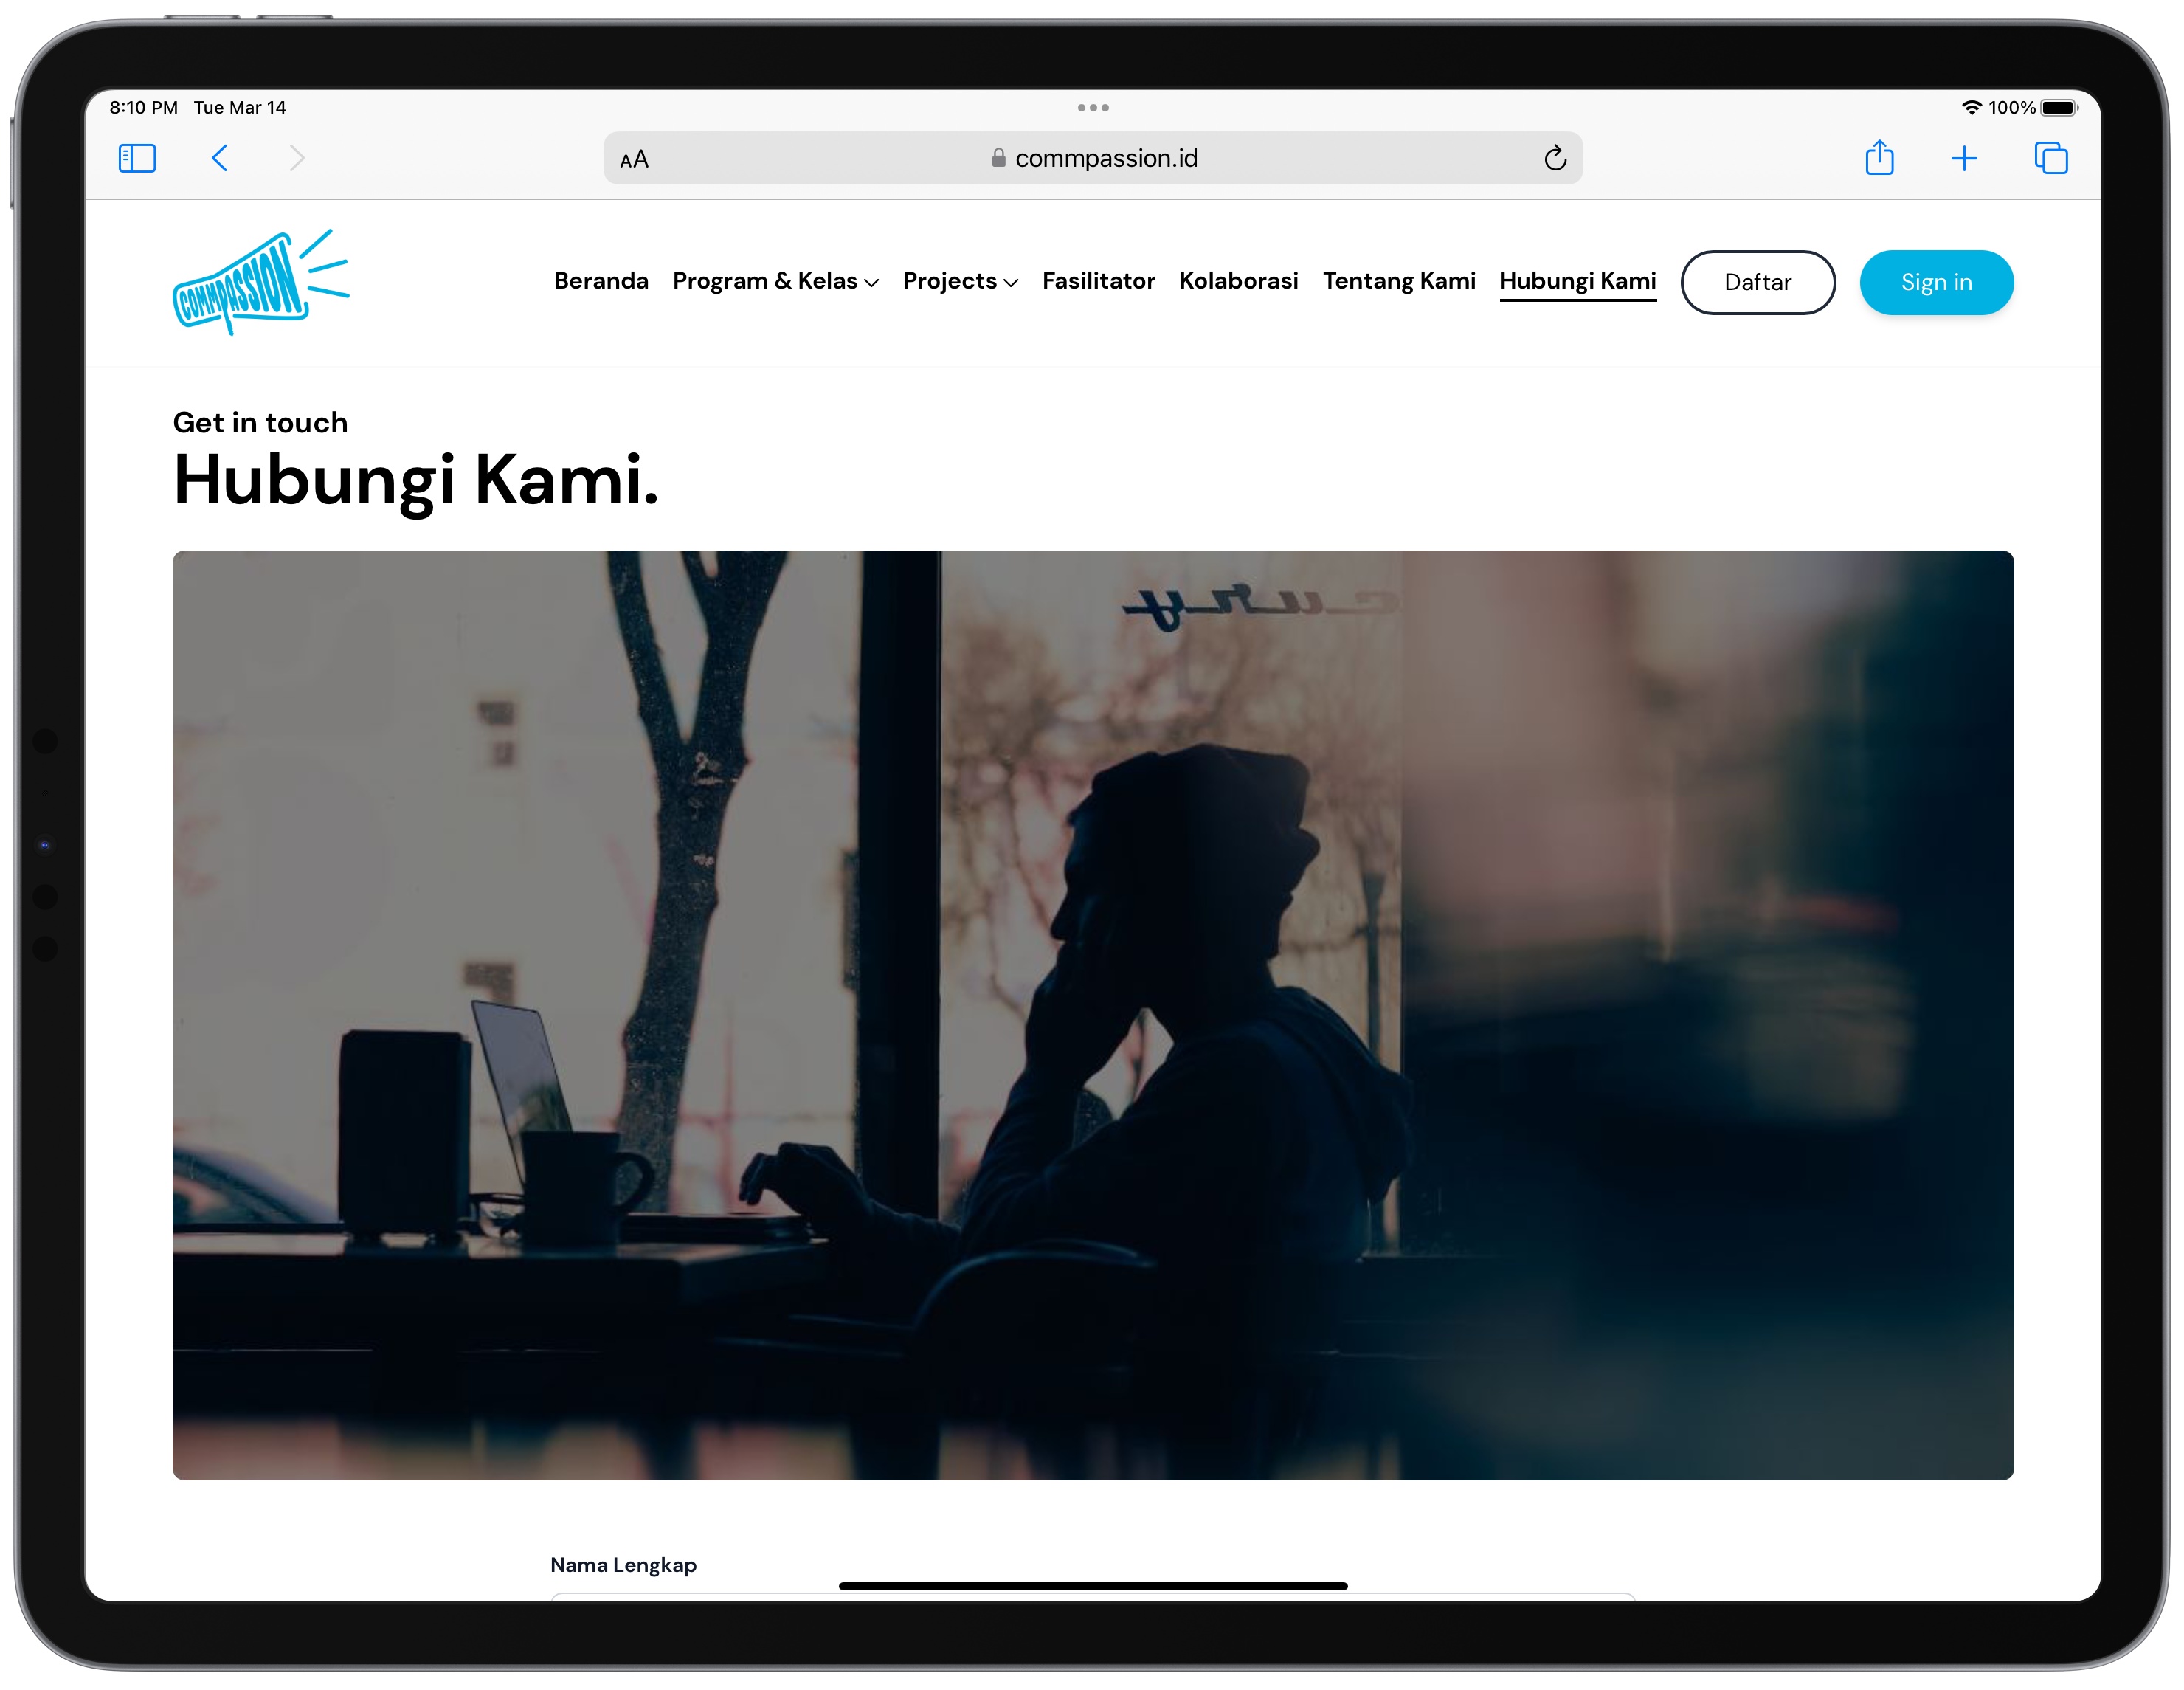 8:10 PM Tue Mar 14
100%
AA
commpassion.id
COMMPASSION
Beranda Program & Kelas Projects Fasilitator Kolaborasi Tentang Kami Hubungi Kami Daftar Sign in
Get in touch
Hubungi Kami.
Nama Lengkap